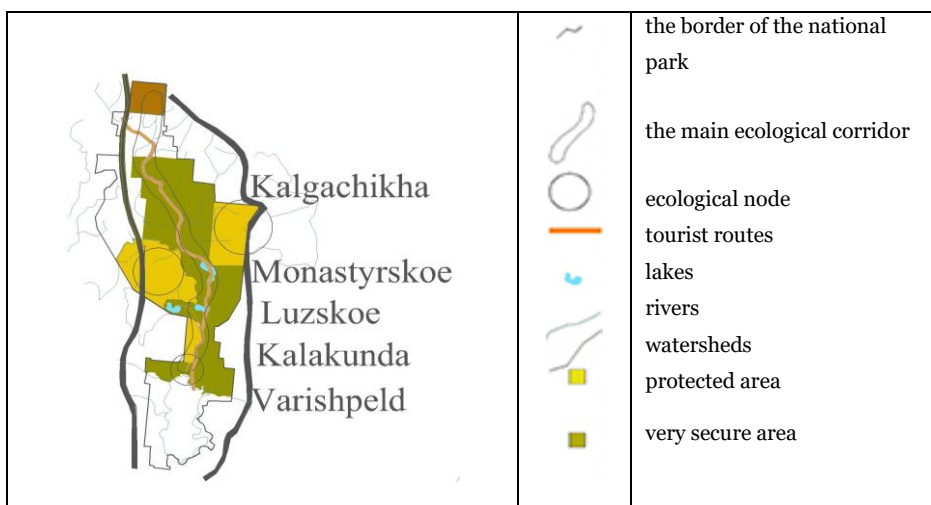 Kalgachikha
Monastyrskoe
Luzskoe
Kalakunda
Varishpeld
the border of the national
park
the main ecological corridor
ecological node
tourist routes
lakes
rivers
watersheds
protected area
very secure area